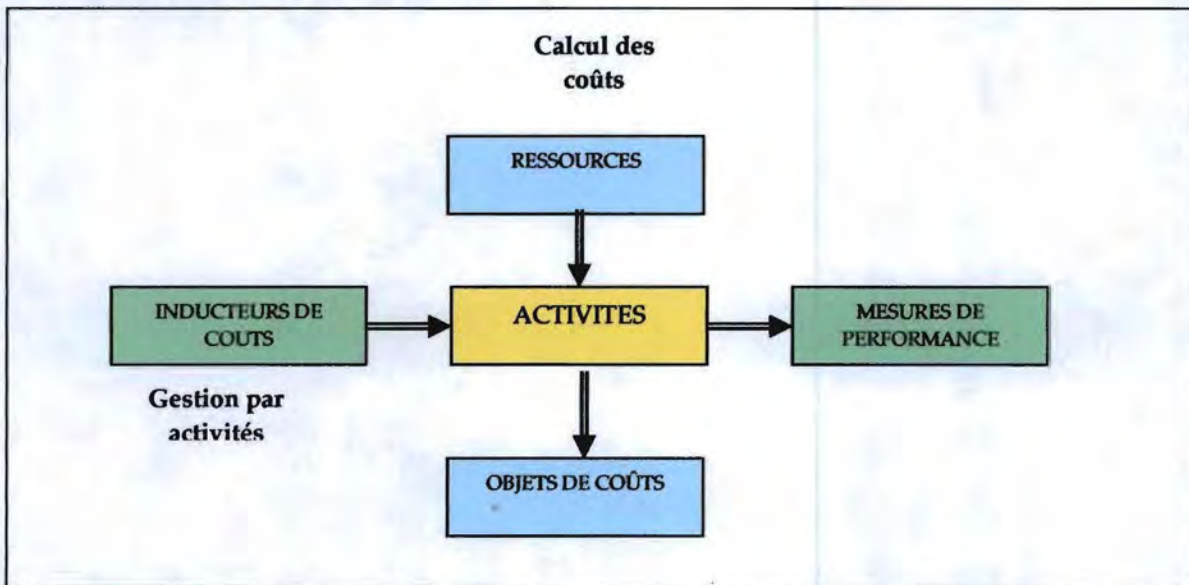 Calcul des
coûts
RESSOURCES
INDUCTEURS DE
COUTS
ACTIVITES
MESURES DE
PERFORMANCE
Gestion par
activités
OBJETS DE COÛTS